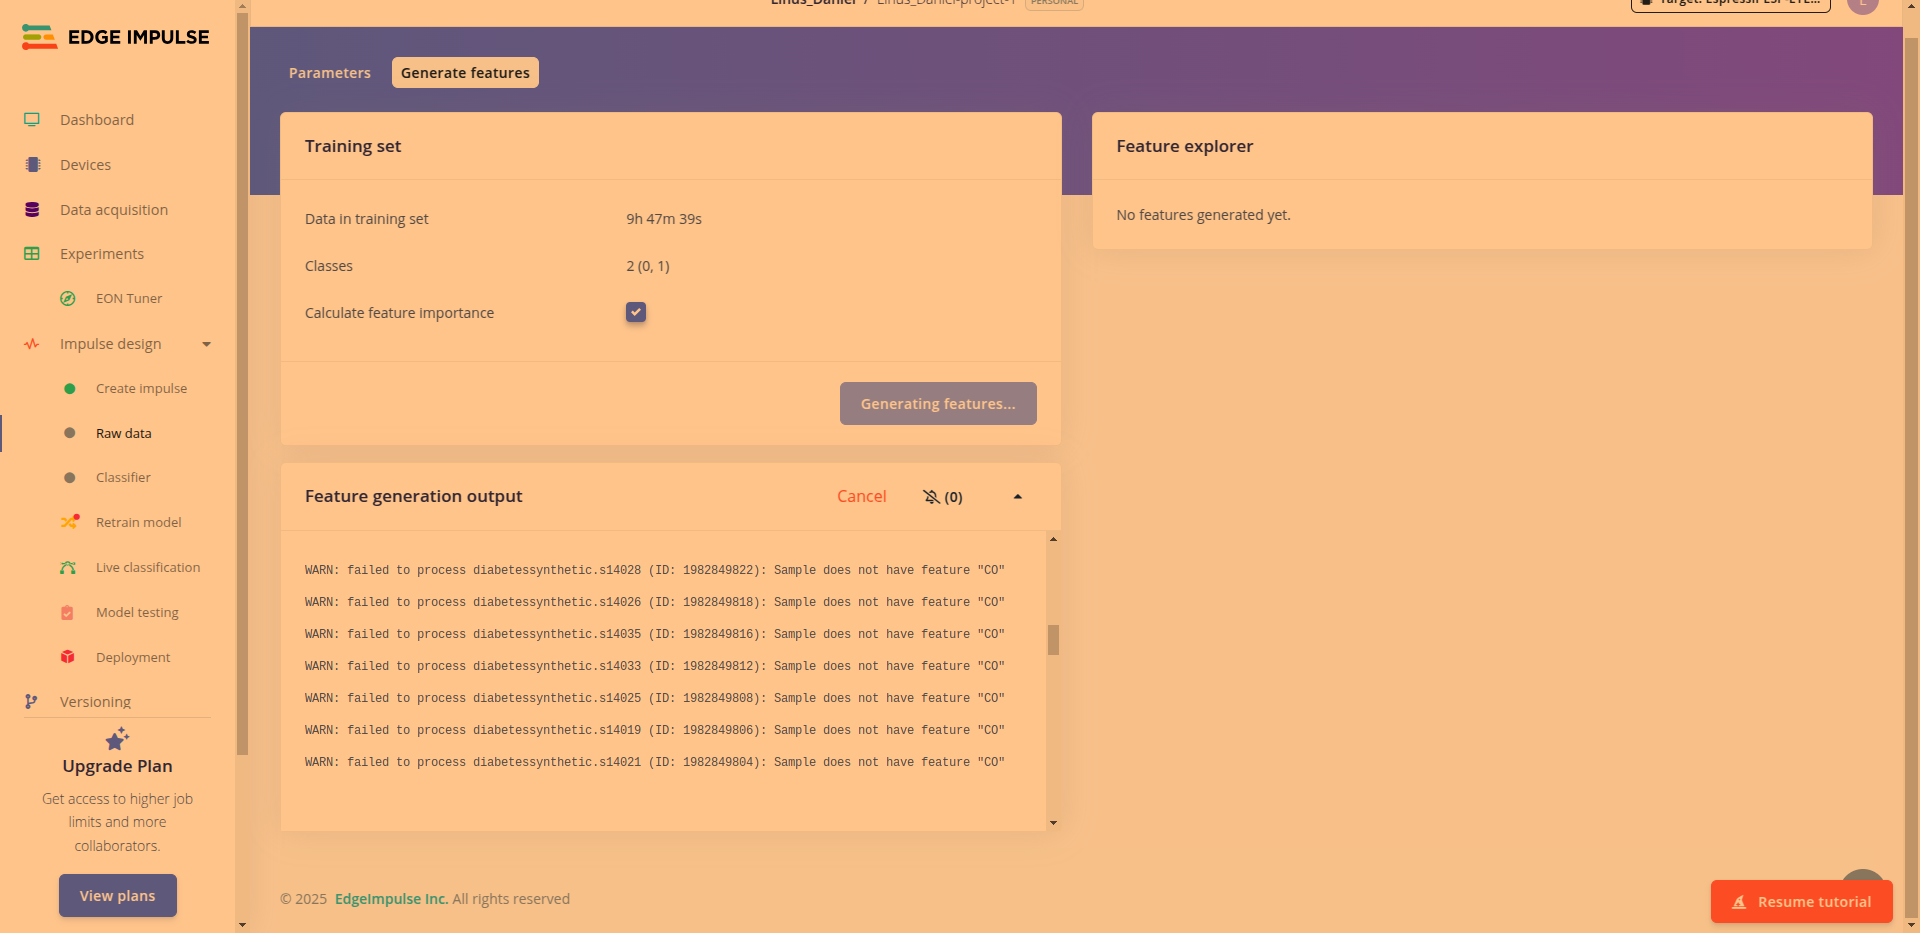 EDGE IMPULSE
Dashboard
Devices
Data acquisition
Experiments
EON Tuner
Impulse design
Create impulse
Raw data
Classifier
Retrain model
Live classification
Model testing
Deployment
Versioning
Upgrade Plan
Get access to higher job
limits and more
collaborators.
View plans
Linus_Daniel / Linus_Daniel-project-1 PERSONAL
Target: Espressif ESP-EYE...
Parameters
Generate features
Training set
Data in training set 9h 47m 39s
Classes 2 (0, 1)
Calculate feature importance
Generating features...
Feature generation output Cancel (0)
WARN: failed to process diabetessynthetic.s14028 (ID: 1982849822): Sample does not have feature "CO"
WARN: failed to process diabetessynthetic.s14026 (ID: 1982849818): Sample does not have feature "CO"
WARN: failed to process diabetessynthetic.s14035 (ID: 1982849816): Sample does not have feature "CO"
WARN: failed to process diabetessynthetic.s14033 (ID: 1982849812): Sample does not have feature "CO"
WARN: failed to process diabetessynthetic.s14025 (ID: 1982849808): Sample does not have feature "CO"
WARN: failed to process diabetessynthetic.s14019 (ID: 1982849806): Sample does not have feature "CO"
WARN: failed to process diabetessynthetic.s14021 (ID: 1982849804): Sample does not have feature "CO"
Feature explorer
No features generated yet.
© 2025 EdgeImpulse Inc. All rights reserved
Resume tutorial